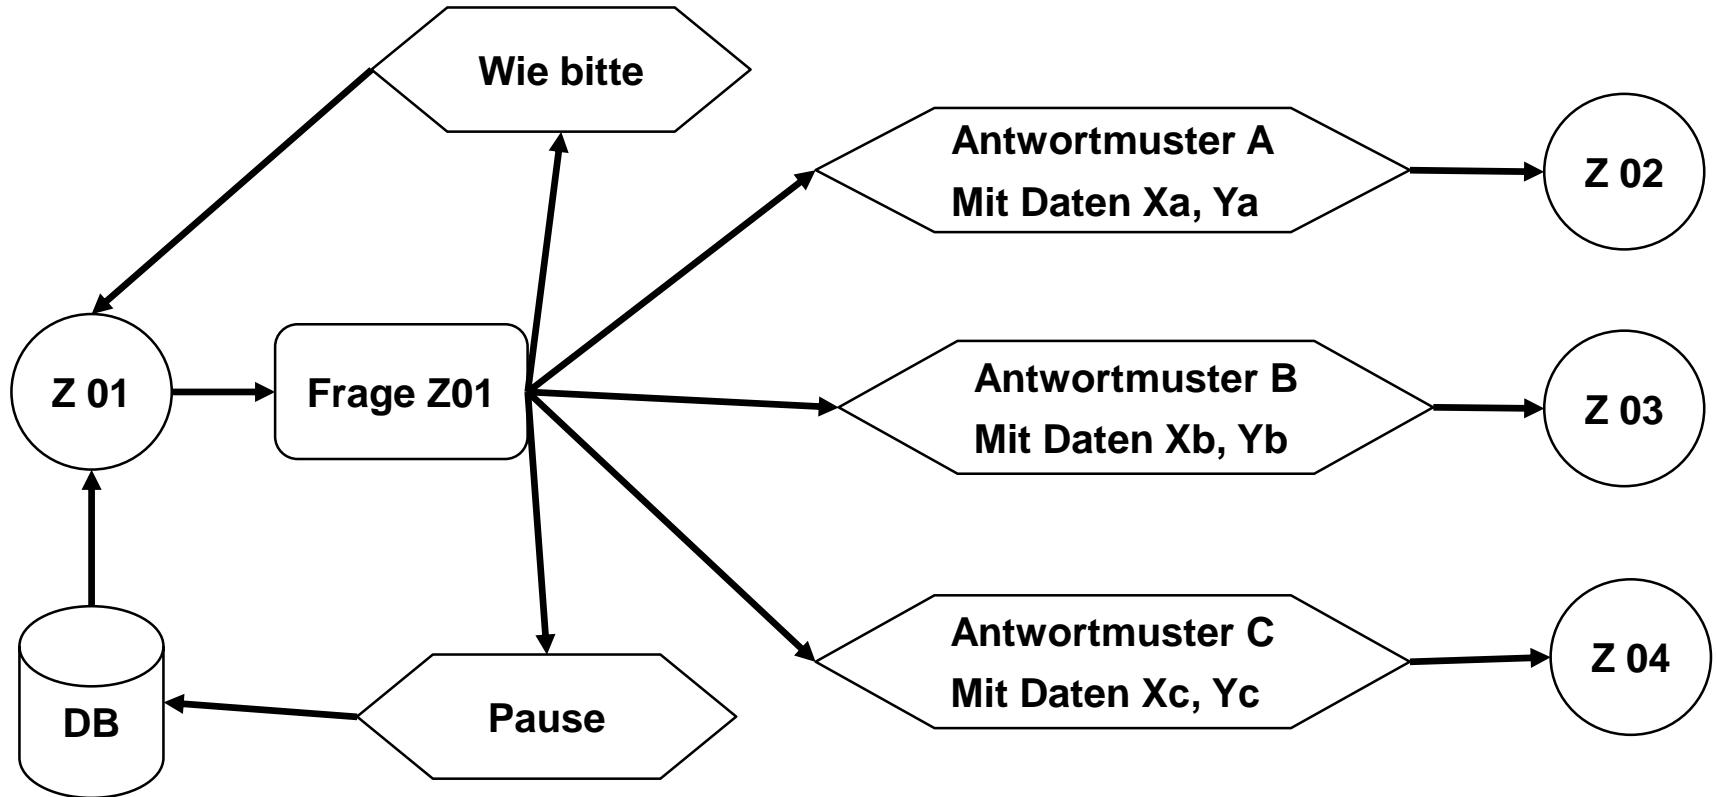 Wie bitte
Antwortmuster A
Mit Daten Xa, Ya
Z 02
Z 01
Frage Z01
Antwortmuster B
Mit Daten Xb, Yb
Z 03
Antwortmuster C
Mit Daten Xc, Yc
Z 04
DB
Pause